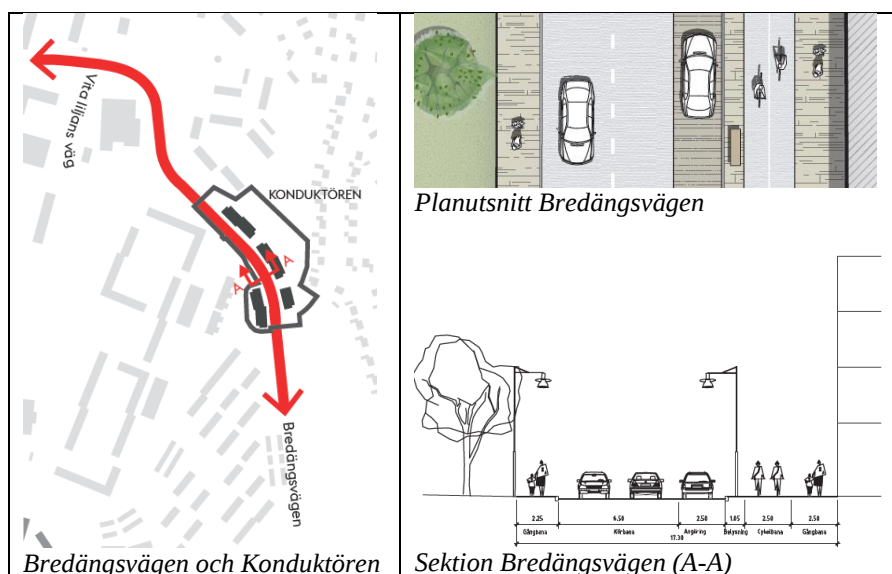 Vita liljans väg
KONDUKTÖREN
A
A
Bredängsvägen
Bredängsvägen och Konduktören
Planutsnitt Bredängsvägen
2.25 6.50 2.50 1.05 2.50 2.50
Gångbana Körbana Angöring Belysning Cykelbana Gångbana
17.30
Sektion Bredängsvägen (A-A)